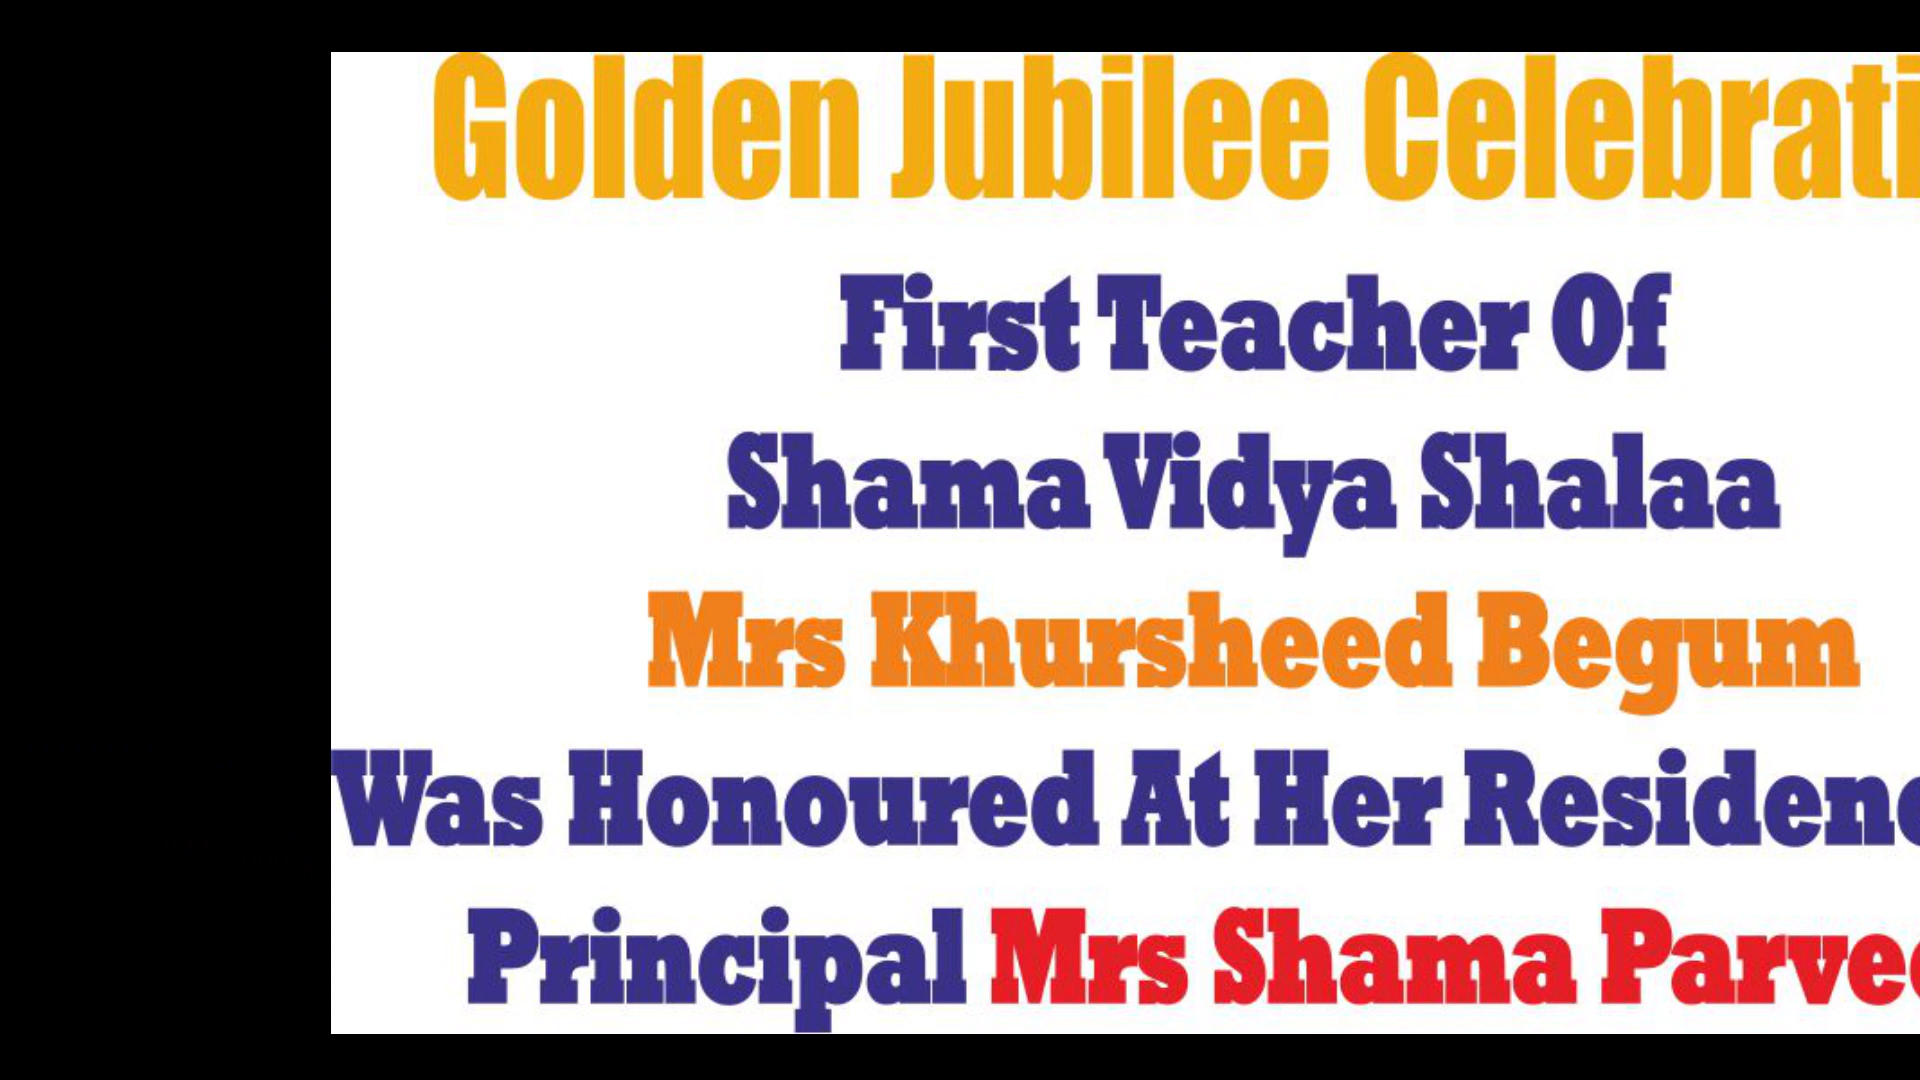 Golden Jubilee Celebrati
First Teacher Of
Shama Vidya Shalaa
Mrs Khursheed Begum
Was Honoured At Her Residenc
Principal Mrs Shama Parvee